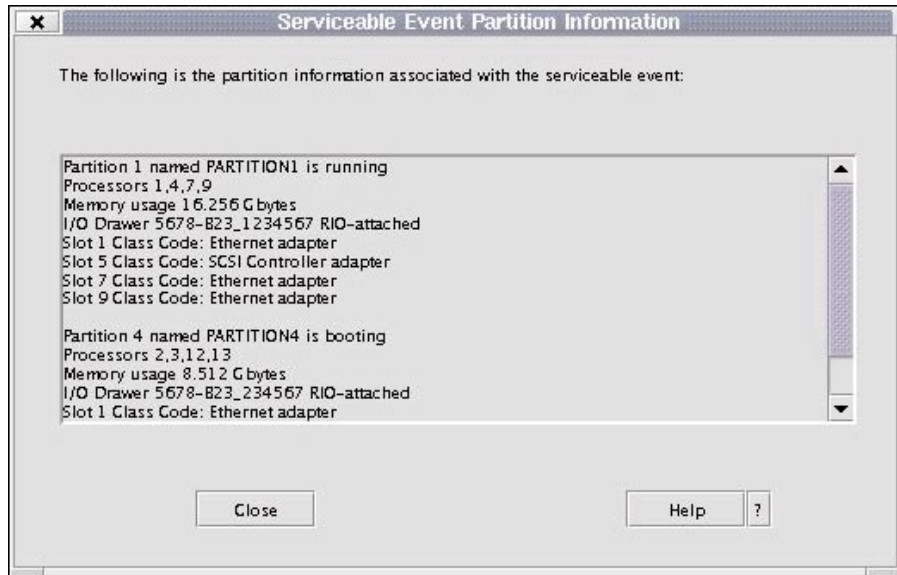 Serviceable Event Partition Information
The following is the partition information associated with the serviceable event:
Partition 1 named PARTITION1 is running
Processors 1,4,7,9
Memory usage 16.256 Gbytes
I/O Drawer 5678-B23_1234567 RIO-attached
Slot 1 Class Code: Ethernet adapter
Slot 5 Class Code: SCSI Controller adapter
Slot 7 Class Code: Ethernet adapter
Slot 9 Class Code: Ethernet adapter
Partition 4 named PARTITION4 is booting
Processors 2,3,12,13
Memory usage 8.512 Gbytes
I/O Drawer 5678-B23_234567 RIO-attached
Slot 1 Class Code: Ethernet adapter
Close
Help ?